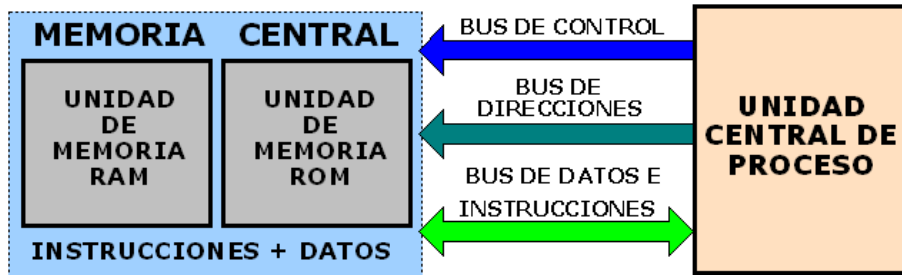 MEMORIA CENTRAL
UNIDAD
DE
MEMORIA
RAM
UNIDAD
DE
MEMORIA
ROM
INSTRUCCIONES + DATOS
BUS DE CONTROL
BUS DE
DIRECCIONES
BUS DE DATOS E
INSTRUCCIONES
UNIDAD
CENTRAL DE
PROCESO